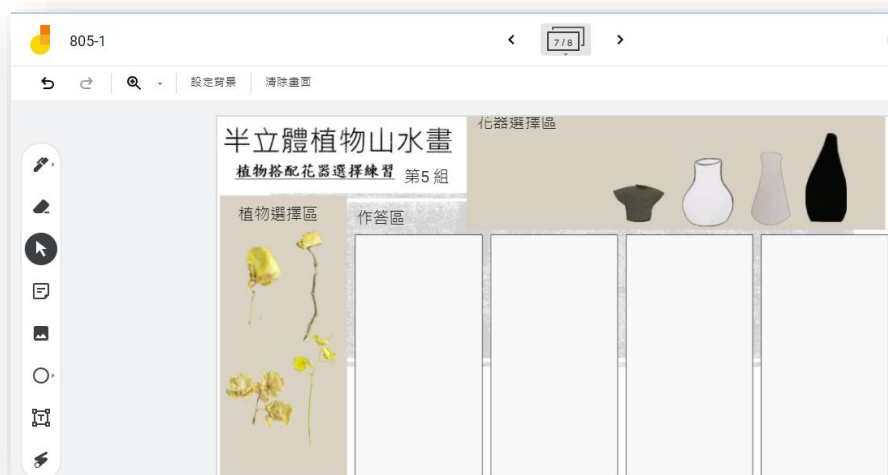 805-1
7/8
設定背景 清除畫面
半立體植物山水畫
植物搭配花器選擇練習 第5組
花器選擇區
植物選擇區
作答區